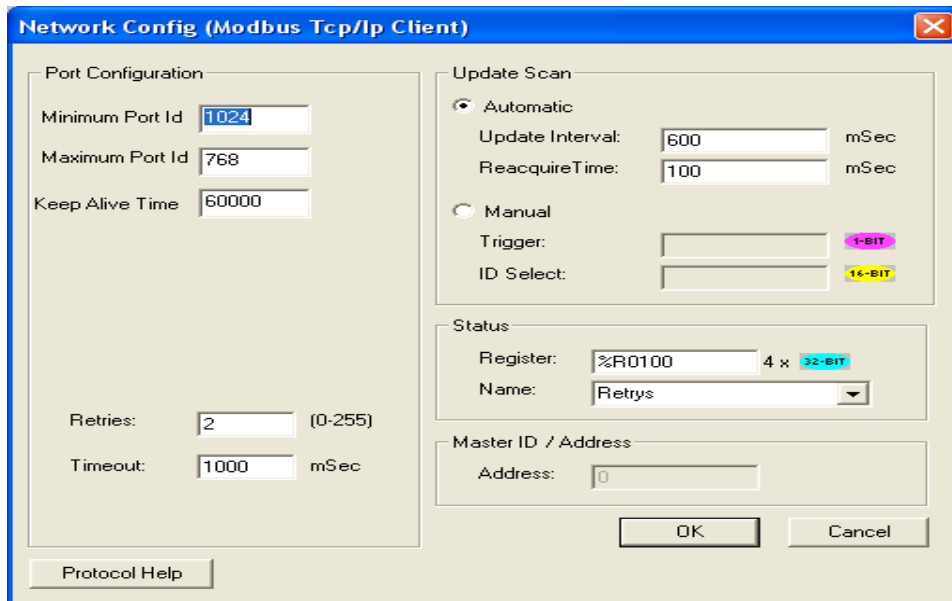 Network Config (Modbus Tcp/Ip Client)
Port Configuration
Minimum Port Id 1024
Maximum Port Id 768
Keep Alive Time 60000
Retries: 2 (0-255)
Timeout: 1000 mSec
Protocol Help
Update Scan
Automatic
Update Interval: 600 mSec
ReacquireTime: 100 mSec
Manual
Trigger: 1-BIT
ID Select: 16-BIT
Status
Register: %R0100 4 x 32-BIT
Name: Retrys
Master ID / Address
Address: 0
OK Cancel